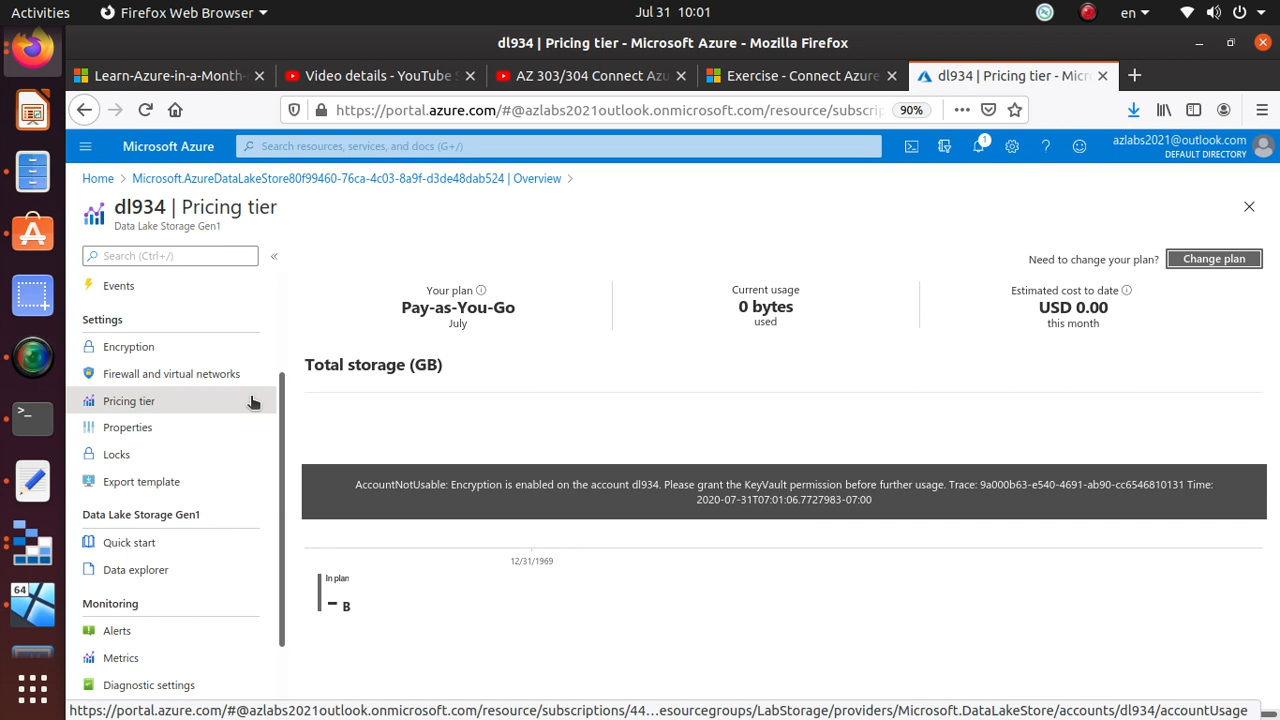 Activities
Firefox Web Browser
Jul 31 10:01
en
dl934 | Pricing tier - Microsoft Azure - Mozilla Firefox
Learn-Azure-in-a-Month-
Video details - YouTube S
AZ 303/304 Connect Azu
Exercise - Connect Azure
dl934 | Pricing tier - Micr
https://portal.azure.com/#@azlabs2021outlook.onmicrosoft.com/resource/subscrip
90%
Microsoft Azure
Search resources, services, and docs (G+/)
1
azlabs2021@outlook.com
DEFAULT DIRECTORY
Home > Microsoft.AzureDataLakeStore80f99460-76ca-4c03-8a9f-d3de48dab524 | Overview >
dl934 | Pricing tier
Data Lake Storage Gen1
Search (Ctrl+/)
«
Need to change your plan?
Change plan
Events
Settings
Encryption
Firewall and virtual networks
Pricing tier
Properties
Locks
Export template
Data Lake Storage Gen1
Quick start
Data explorer
Monitoring
Alerts
Metrics
Diagnostic settings
Your plan
Pay-as-You-Go
July
Current usage
0 bytes
used
Estimated cost to date
USD 0.00
this month
Total storage (GB)
AccountNotUsable: Encryption is enabled on the account dl934. Please grant the KeyVault permission before further usage. Trace: 9a000b63-e540-4691-ab90-cc6546810131 Time:
2020-07-31T07:01:06.7727983-07:00
12/31/1969
In plan
- B
64
https://portal.azure.com/#@azlabs2021outlook.onmicrosoft.com/resource/subscriptions/44…esourcegroups/LabStorage/providers/Microsoft.DataLakeStore/accounts/dl934/accountUsage